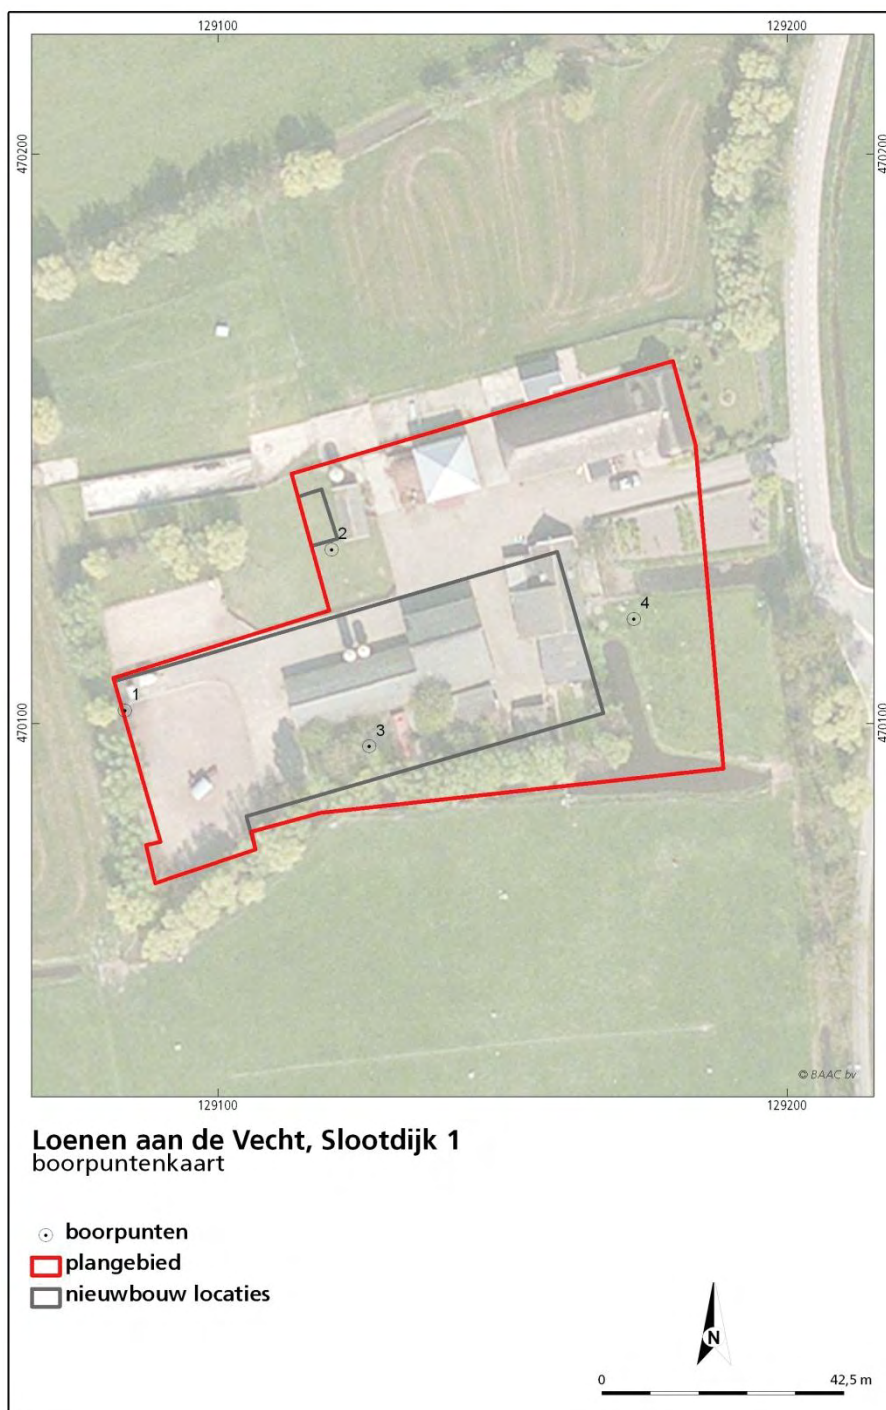 129100 129200
470200 470200
2
4
1
470100 470100
3
© BAAC bv
129100 129200
Loenen aan de Vecht, Slootdijk 1
boorpuntenkaart
boorpunten
plangebied
nieuwbouw locaties
N
0 42,5 m